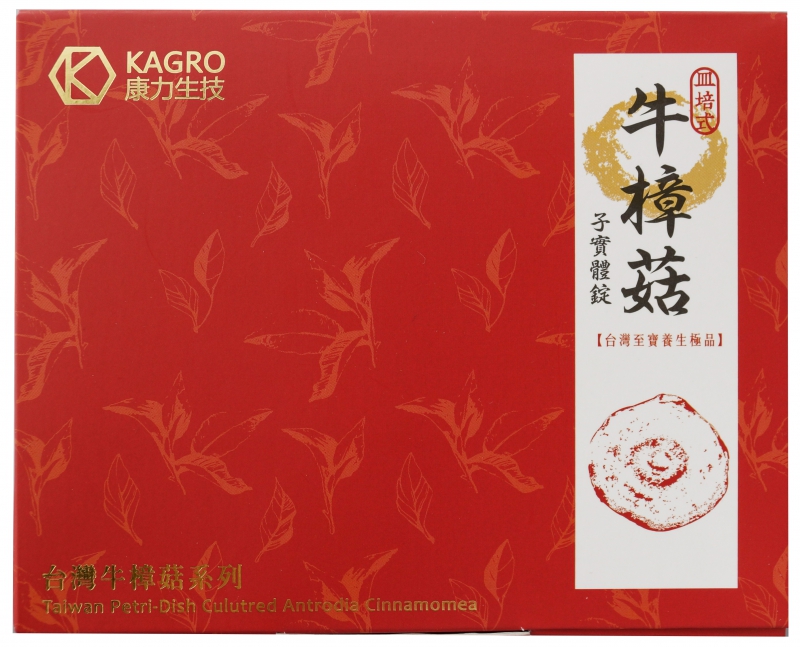 KAGRO
康力生技
皿培式
牛樟菇
子實體錠
【台灣至寶養生極品】
台灣牛樟菇系列
Taiwan Petri-Dish Culutred Antrodia Cinnamomea